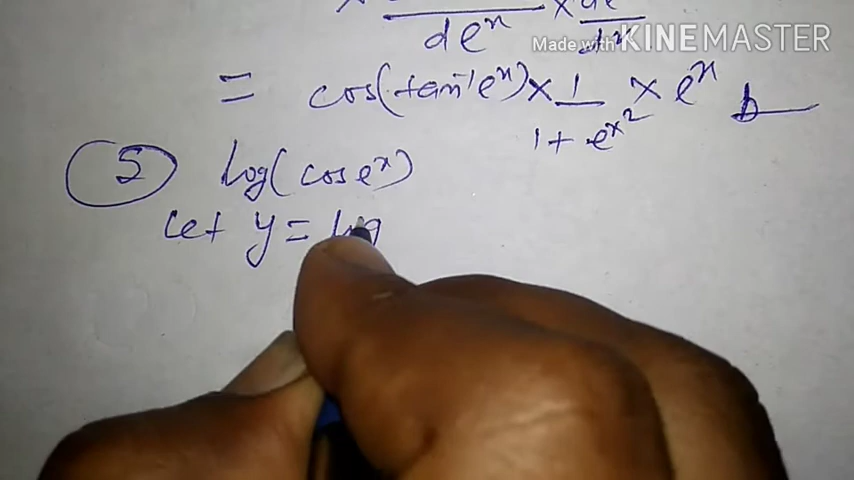 × ——— × de
de^x dx
Made with KINEMASTER
= cos(tan⁻¹e^x) × 1/(1 + e^x²) × e^x
5 log(cos e^x)
Let y = log